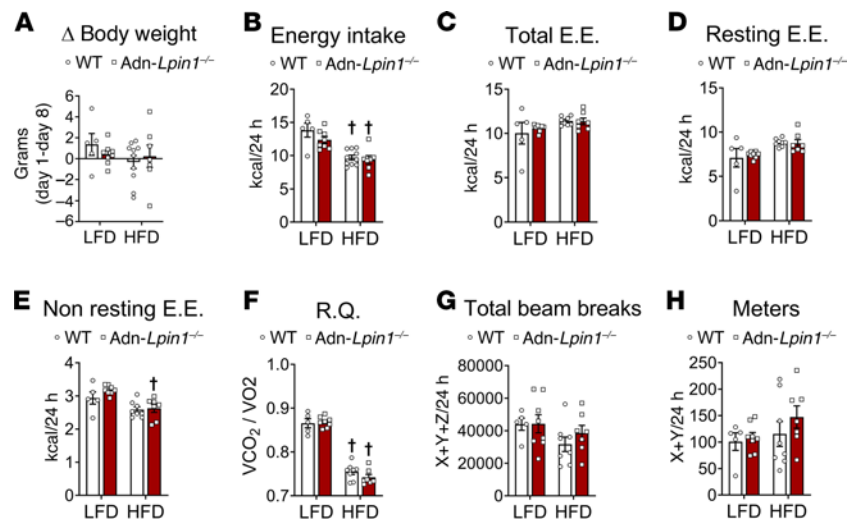 A Δ Body weight
WT Adn-Lpin1–/–
Grams
(day 1-day 8)
6
4
2
0
–2
–4
–6
LFD HFD
B Energy intake
WT Adn-Lpin1–/–
kcal/24 h
20
15
10
5
0
† †
LFD HFD
C Total E.E.
WT Adn-Lpin1–/–
kcal/24 h
15
10
5
0
LFD HFD
D Resting E.E.
WT Adn-Lpin1–/–
kcal/24 h
15
10
5
0
LFD HFD
E Non resting E.E.
WT Adn-Lpin1–/–
kcal/24 h
4
3
2
1
0
†
LFD HFD
F R.Q.
WT Adn-Lpin1–/–
VCO2 / VO2
1.0
0.9
0.8
0.7
† †
LFD HFD
G Total beam breaks
WT Adn-Lpin1–/–
X+Y+Z/24 h
80000
60000
40000
20000
0
LFD HFD
H Meters
WT Adn-Lpin1–/–
X+Y/24 h
250
200
150
100
50
0
LFD HFD